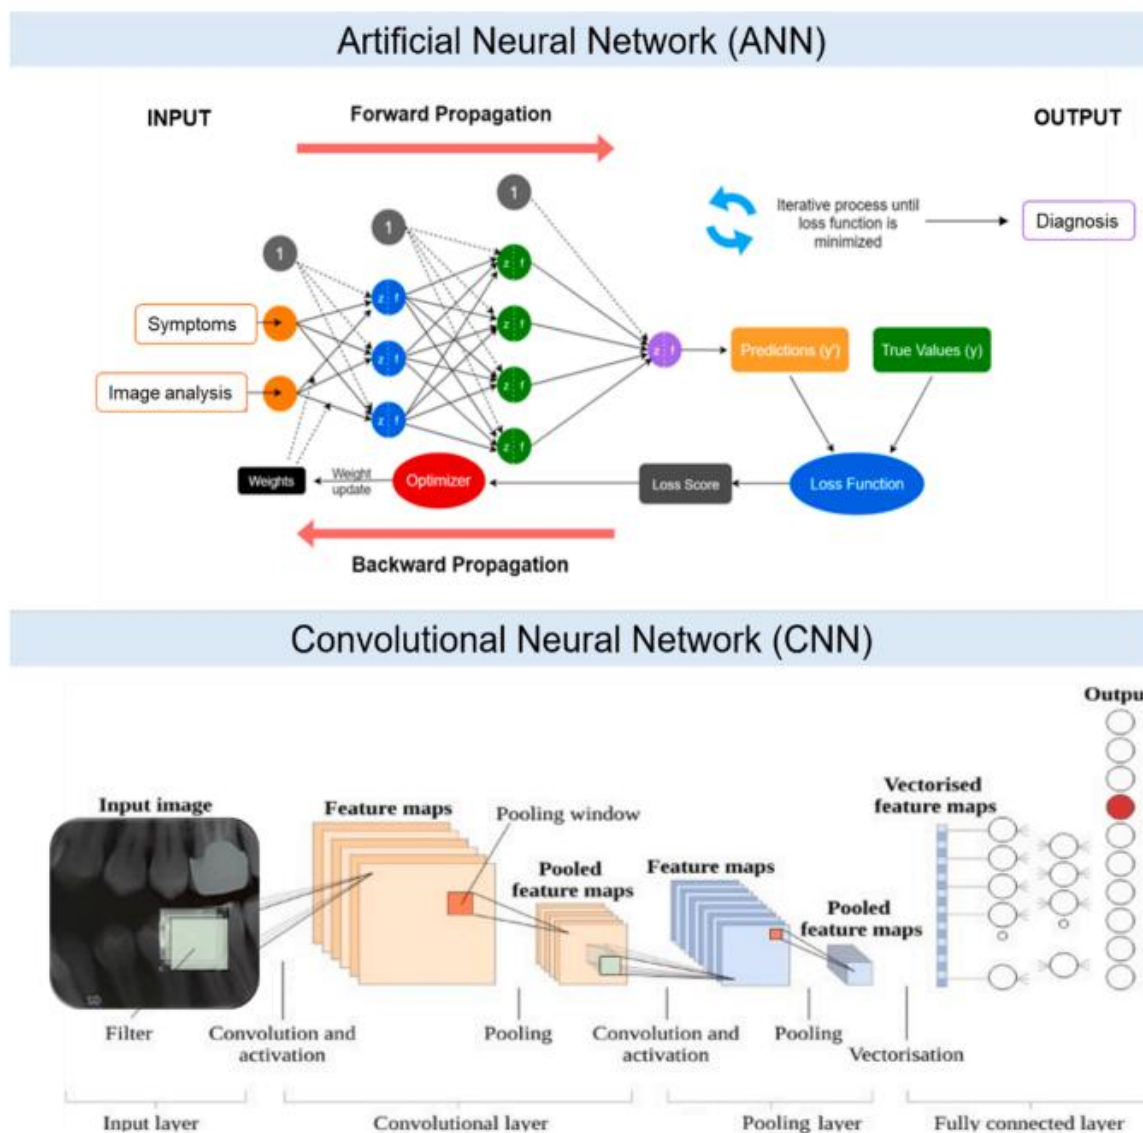 Artificial Neural Network (ANN)
INPUT
Forward Propagation
OUTPUT
1
1
1
Iterative process until
loss function is
minimized
Diagnosis
z f
z f
z f
z f
z f
z f
z f
z f
Symptoms
Image analysis
Predictions (y')
True Values (y)
Weights
Weight
update
Optimizer
Loss Score
Loss Function
Backward Propagation
Convolutional Neural Network (CNN)
Output
Input image
Feature maps
Pooling window
Pooled
feature maps
Feature maps
Pooled
feature maps
Vectorised
feature maps
Filter
Convolution and
activation
Pooling
Convolution and
activation
Pooling
Vectorisation
Input layer
Convolutional layer
Pooling layer
Fully connected layer